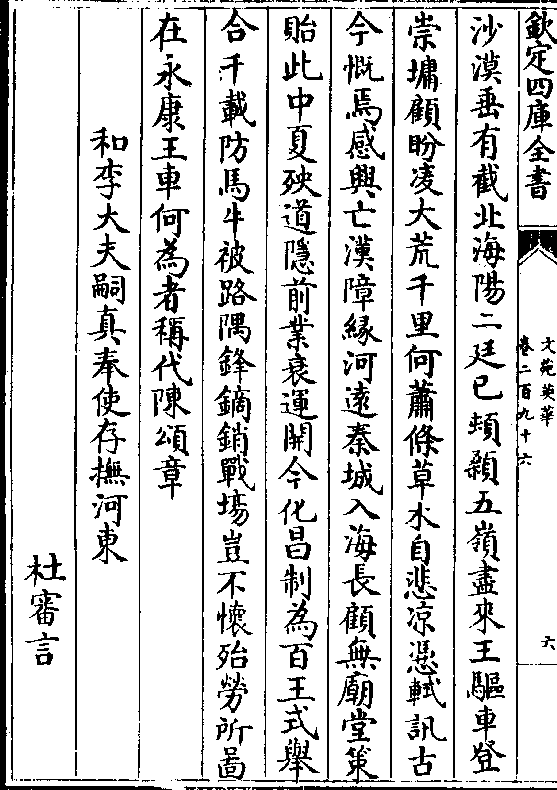 欽定四庫全書
文苑英華
卷二百九十六
六
沙漠垂有截北海陽二廷已頓顙五嶺盡來王驅車登
崇墉顧盼凌大荒千里何蕭條草木自悲凉憑軾訊古
今慨焉感興亡漢障緣河遠秦城入海長顧無廟堂策
貽此中夏殃道隱前業衰運開今化昌制為百王式舉
合千載防馬牛被路隅鋒鏑銷戰塲豈不懷殆勞所啚
在永康王車何為者稱代陳頌章
和李大夫嗣真奉使存撫河東
杜審言